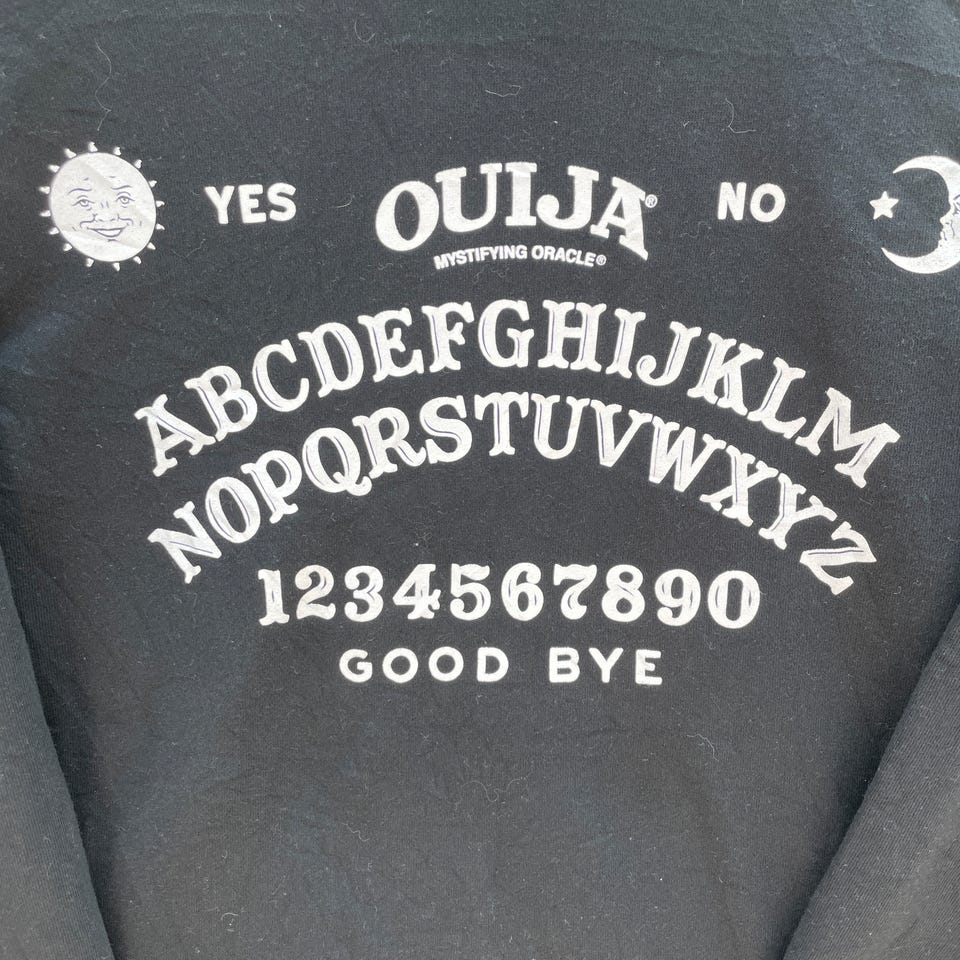 YES OUIJA® NO
MYSTIFYING ORACLE®
ABCDEFGHIJKLM
NOPQRSTUVWXYZ
1234567890
GOOD BYE